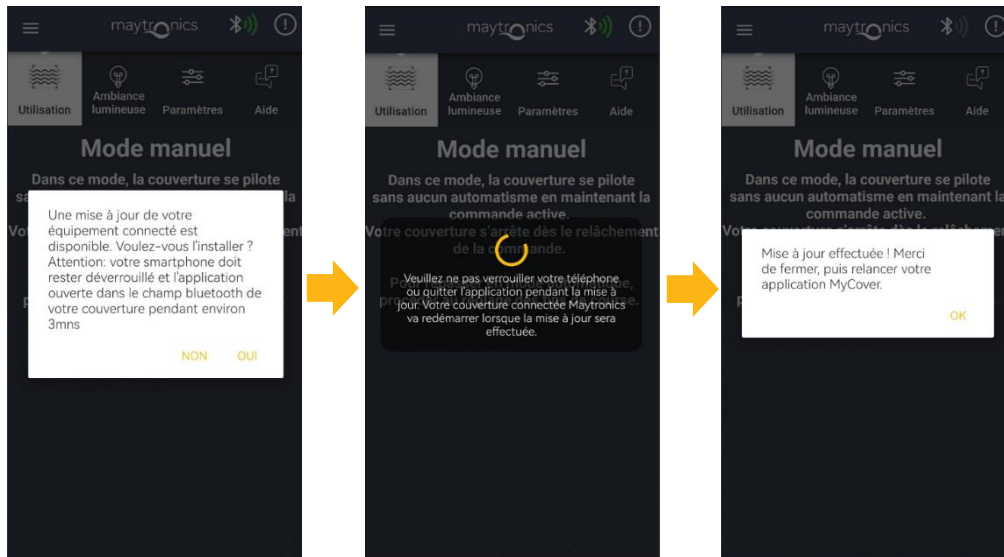 maytronics
Utilisation
Ambiance
lumineuse
Paramètres
Aide
Mode manuel
Dans ce mode, la couverture se pilote
Une mise à jour de votre
équipement connecté est
disponible. Voulez-vous l'installer ?
Attention: votre smartphone doit
rester déverrouillé et l'application
ouverte dans le champ bluetooth de
votre couverture pendant environ
3mns
NON OUI
maytronics
Utilisation
Ambiance
lumineuse
Paramètres
Aide
Mode manuel
Dans ce mode, la couverture se pilote
sans aucun automatisme en maintenant la
commande active.
Votre couverture s'arrête dès le relâchement
de la commande.
Veuillez ne pas verrouiller votre téléphone
ou quitter l'application pendant la mise à
jour. Votre couverture connectée Maytronics
va redémarrer lorsque la mise à jour sera
effectuée.
maytronics
Utilisation
Ambiance
lumineuse
Paramètres
Aide
Mode manuel
Dans ce mode, la couverture se pilote
sans aucun automatisme en maintenant la
commande active.
Mise à jour effectuée ! Merci
de fermer, puis relancer votre
application MyCover.
OK